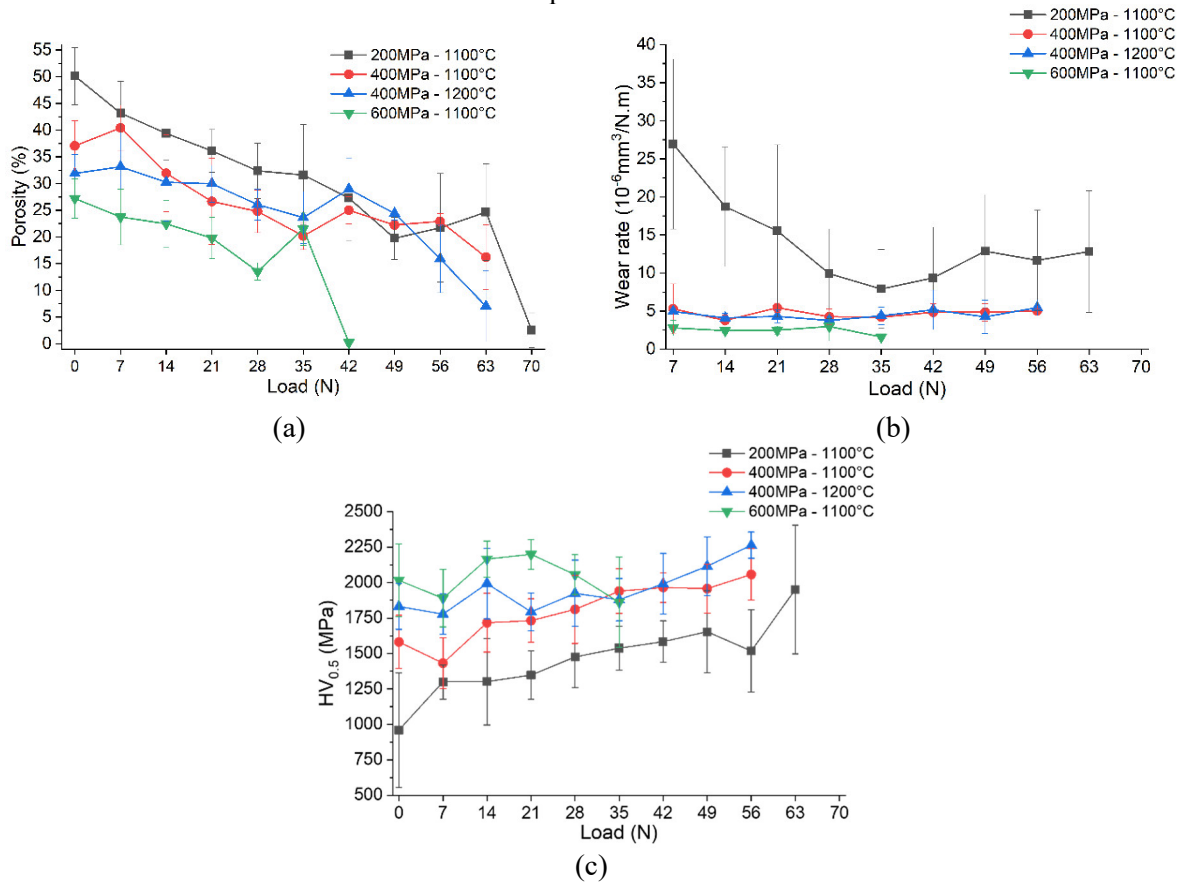 200MPa - 1100°C
400MPa - 1100°C
400MPa - 1200°C
600MPa - 1100°C
55
50
45
40
35
30
25
20
15
10
5
0
Porosity (%)
0 7 14 21 28 35 42 49 56 63 70
Load (N)
(a)
200MPa - 1100°C
400MPa - 1100°C
400MPa - 1200°C
600MPa - 1100°C
40
35
30
25
20
15
10
5
0
Wear rate (10⁻⁶mm³/N.m)
7 14 21 28 35 42 49 56 63 70
Load (N)
(b)
200MPa - 1100°C
400MPa - 1100°C
400MPa - 1200°C
600MPa - 1100°C
2500
2250
2000
1750
1500
1250
1000
750
500
HV₀.₅ (MPa)
0 7 14 21 28 35 42 49 56 63 70
Load (N)
(c)